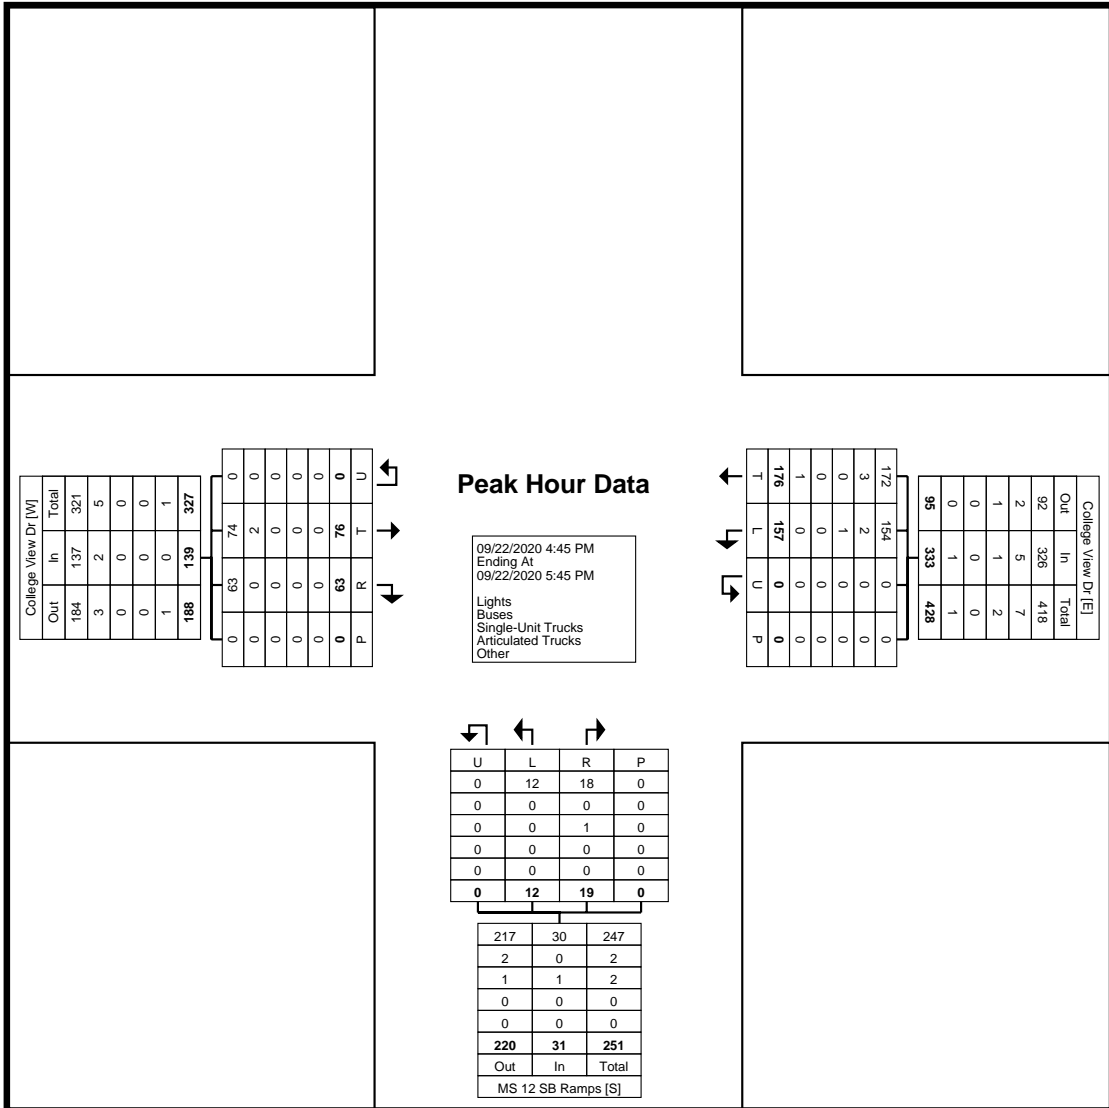 Peak Hour Data
09/22/2020 4:45 PM
Ending At
09/22/2020 5:45 PM
Lights
Buses
Single-Unit Trucks
Articulated Trucks
Other
U T R P
0 76 63 0
0 0 0 0
0 0 0 0
0 0 0 0
0 2 0 0
0 74 63 0
327 139 188
1 0 1
0 0 0
0 0 0
5 2 3
321 137 184
Total In Out
College View Dr [W]
College View Dr [E]
Out In Total
92 326 418
2 5 7
1 1 2
0 0 0
0 1 1
95 333 428
172 154 0 0
3 2 0 0
0 1 0 0
0 0 0 0
1 0 0 0
176 157 0 0
T L U P
U L R P
0 12 18 0
0 0 0 0
0 0 1 0
0 0 0 0
0 0 0 0
0 12 19 0
217 30 247
2 0 2
1 1 2
0 0 0
0 0 0
220 31 251
Out In Total
MS 12 SB Ramps [S]